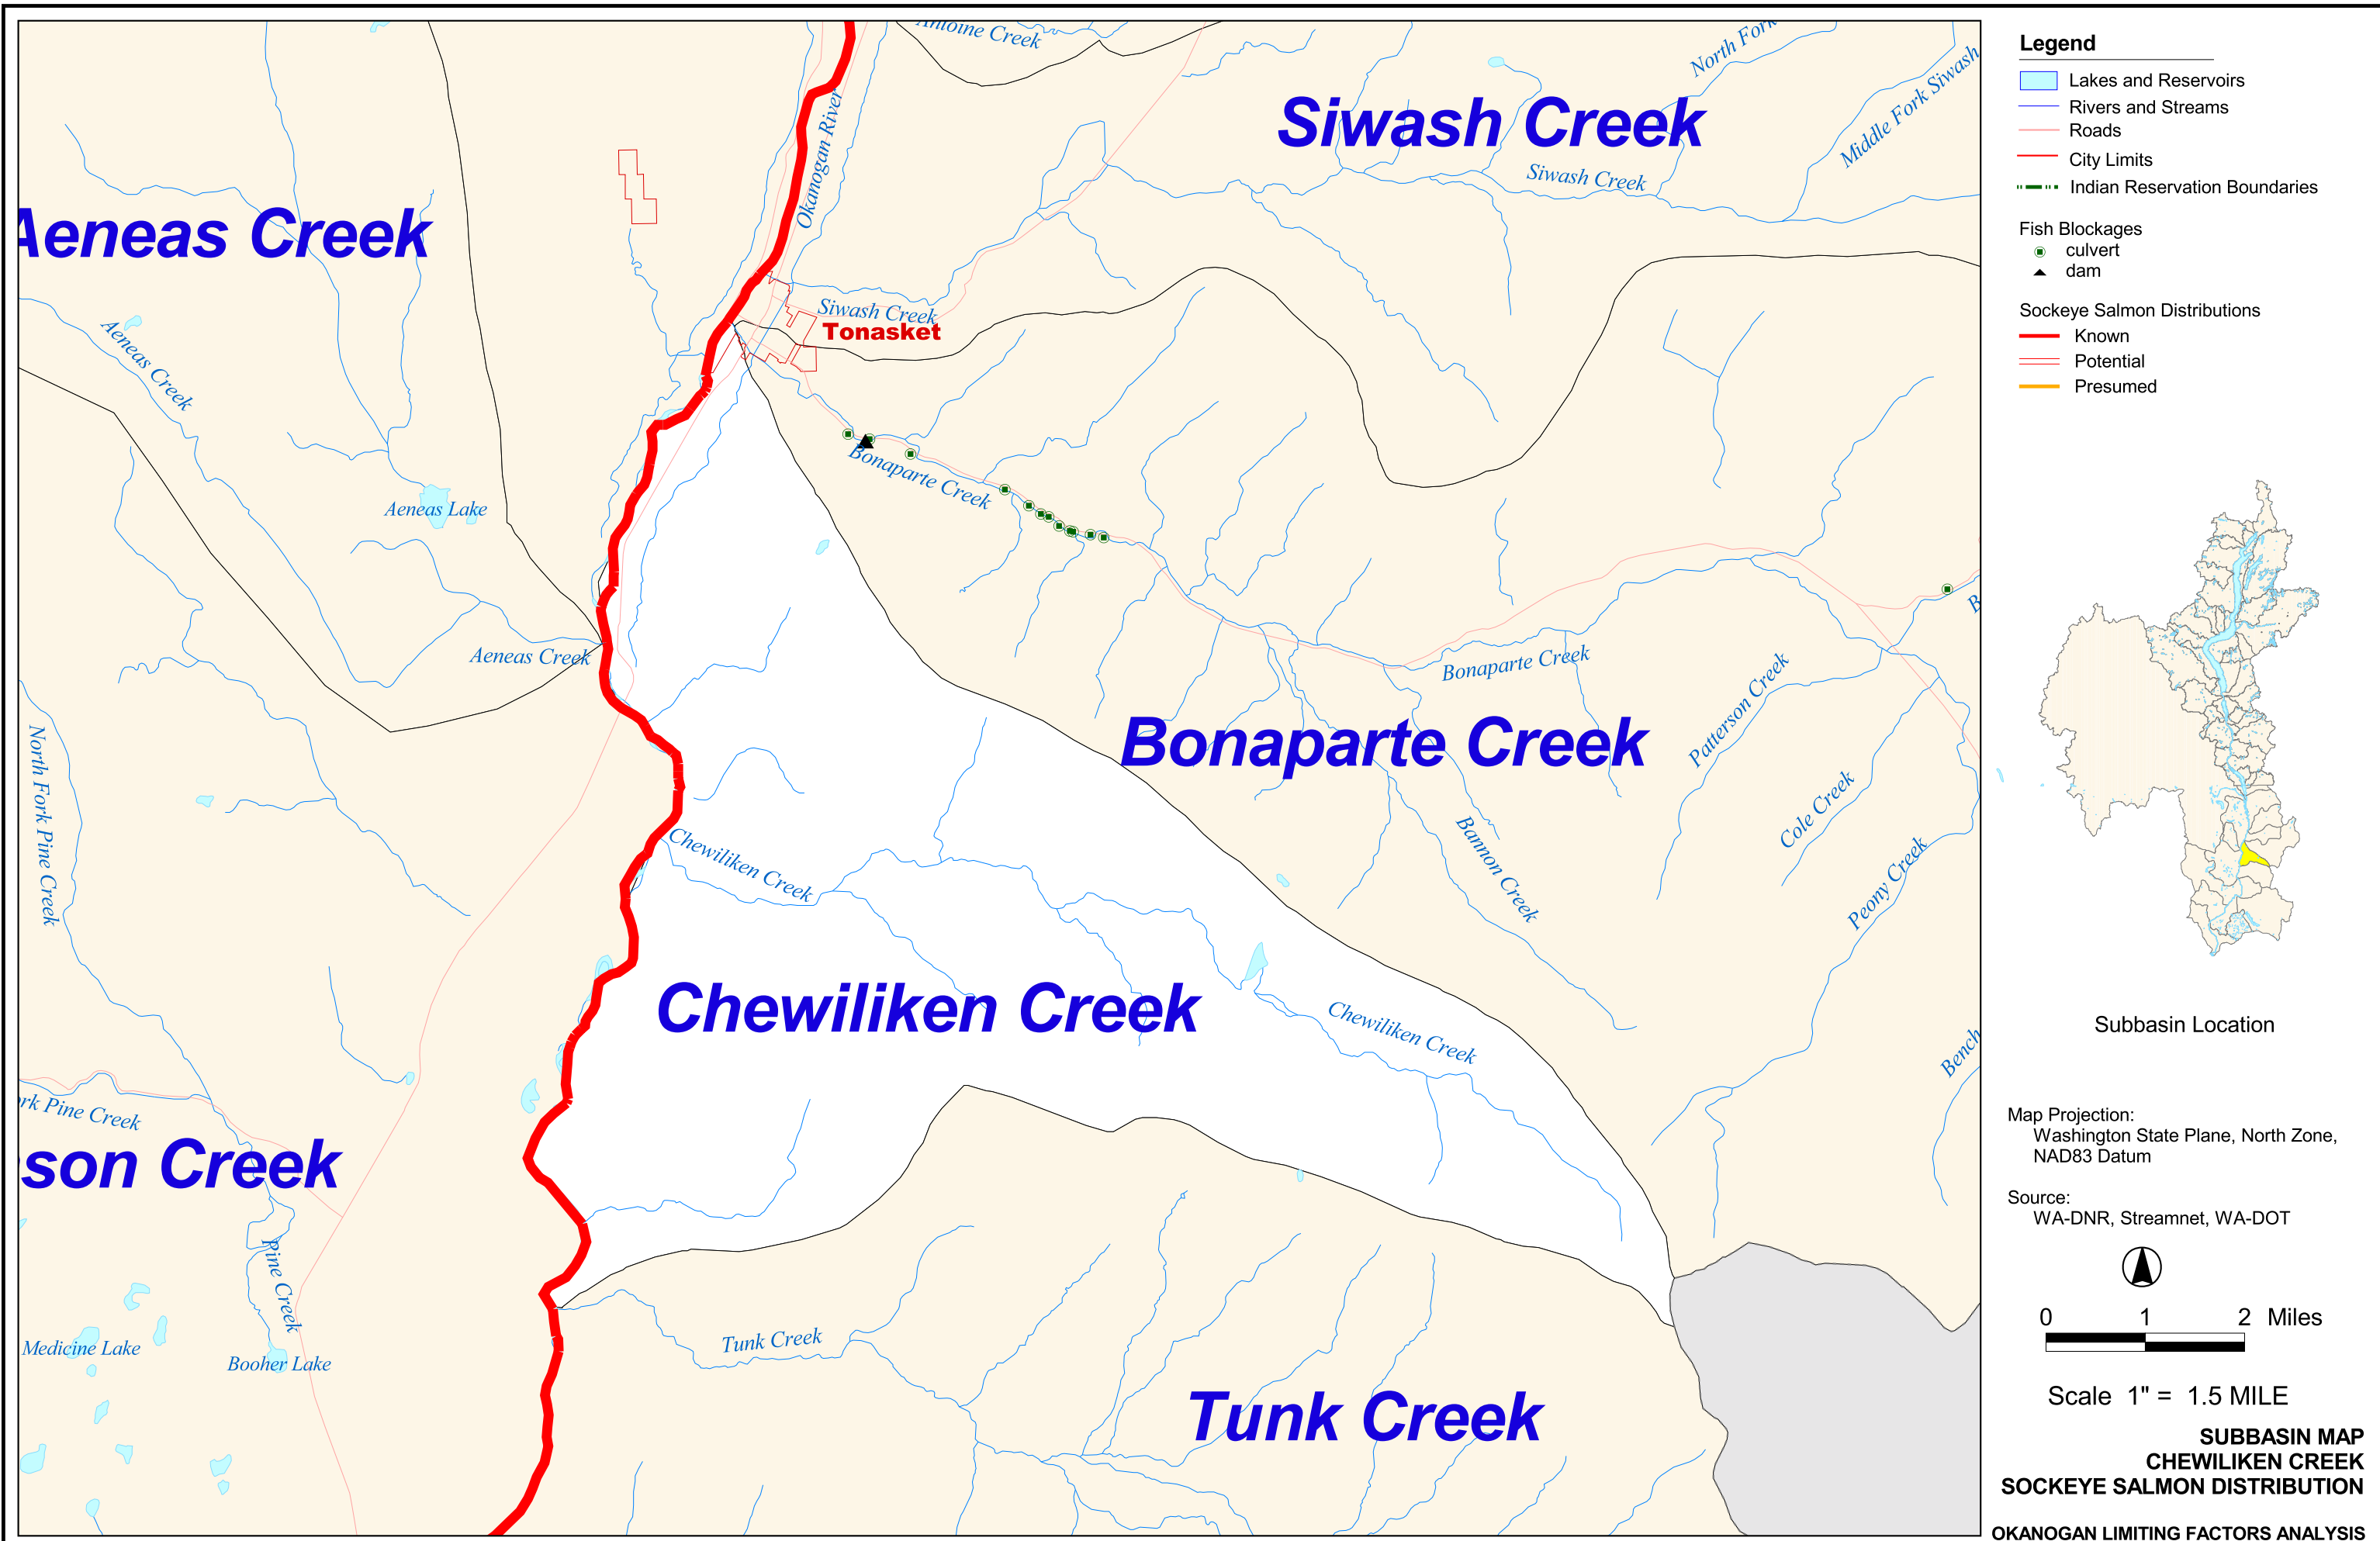 Antoine Creek
North Fork
Middle Fork Siwash
Siwash Creek
Siwash Creek
Okanogan River
Aeneas Creek
Siwash Creek
Tonasket
Aeneas Creek
Bonaparte Creek
Aeneas Lake
Aeneas Creek
Bonaparte Creek
Patterson Creek
Bonaparte Creek
North Fork Pine Creek
Cole Creek
Chewiliken Creek
Bannon Creek
Peony Creek
Chewiliken Creek
Chewiliken Creek
Bench
rk Pine Creek
son Creek
Pine Creek
Medicine Lake
Booher Lake
Tunk Creek
Tunk Creek
B
Legend
Lakes and Reservoirs
Rivers and Streams
Roads
City Limits
Indian Reservation Boundaries
Fish Blockages
culvert
dam
Sockeye Salmon Distributions
Known
Potential
Presumed
Subbasin Location
Map Projection:
Washington State Plane, North Zone,
NAD83 Datum
Source:
WA-DNR, Streamnet, WA-DOT
0 1 2 Miles
Scale 1" = 1.5 MILE
SUBBASIN MAP
CHEWILIKEN CREEK
SOCKEYE SALMON DISTRIBUTION
OKANOGAN LIMITING FACTORS ANALYSIS